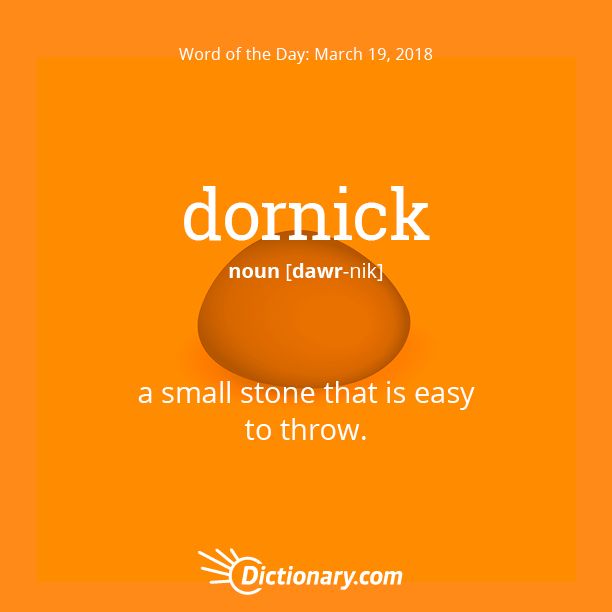 Word of the Day: March 19, 2018
dornick
noun [dawr-nik]
a small stone that is easy
to throw.
Dictionary.com